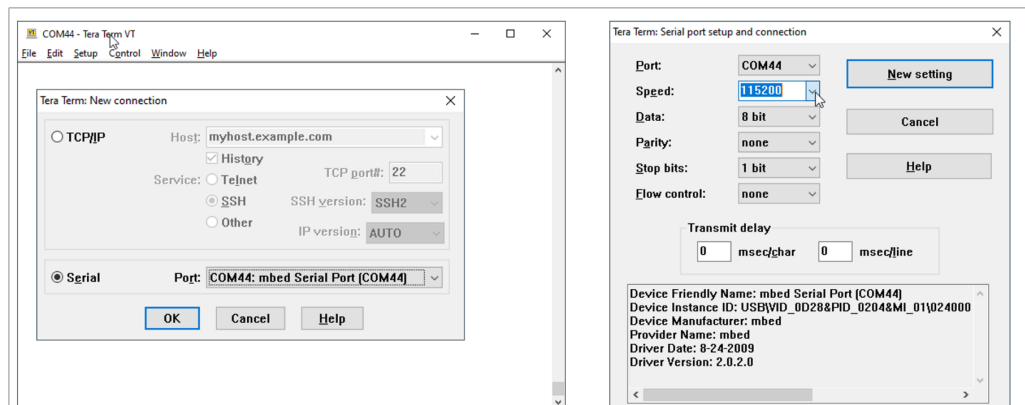 COM44 - Tera Term VT
File Edit Setup Control Window Help
Tera Term: New connection
TCP/IP
Host: myhost.example.com
History
Service: Telnet
TCP port#: 22
SSH
SSH version: SSH2
Other
IP version: AUTO
Serial
Port: COM44: mbed Serial Port (COM44)
OK Cancel Help
Tera Term: Serial port setup and connection
Port: COM44
New setting
Speed: 115200
Data: 8 bit
Cancel
Parity: none
Stop bits: 1 bit
Help
Flow control: none
Transmit delay
0 msec/char 0 msec/line
Device Friendly Name: mbed Serial Port (COM44)
Device Instance ID: USB\VID_0D28&PID_0204&MI_01\024000
Device Manufacturer: mbed
Provider Name: mbed
Driver Date: 8-24-2009
Driver Version: 2.0.2.0